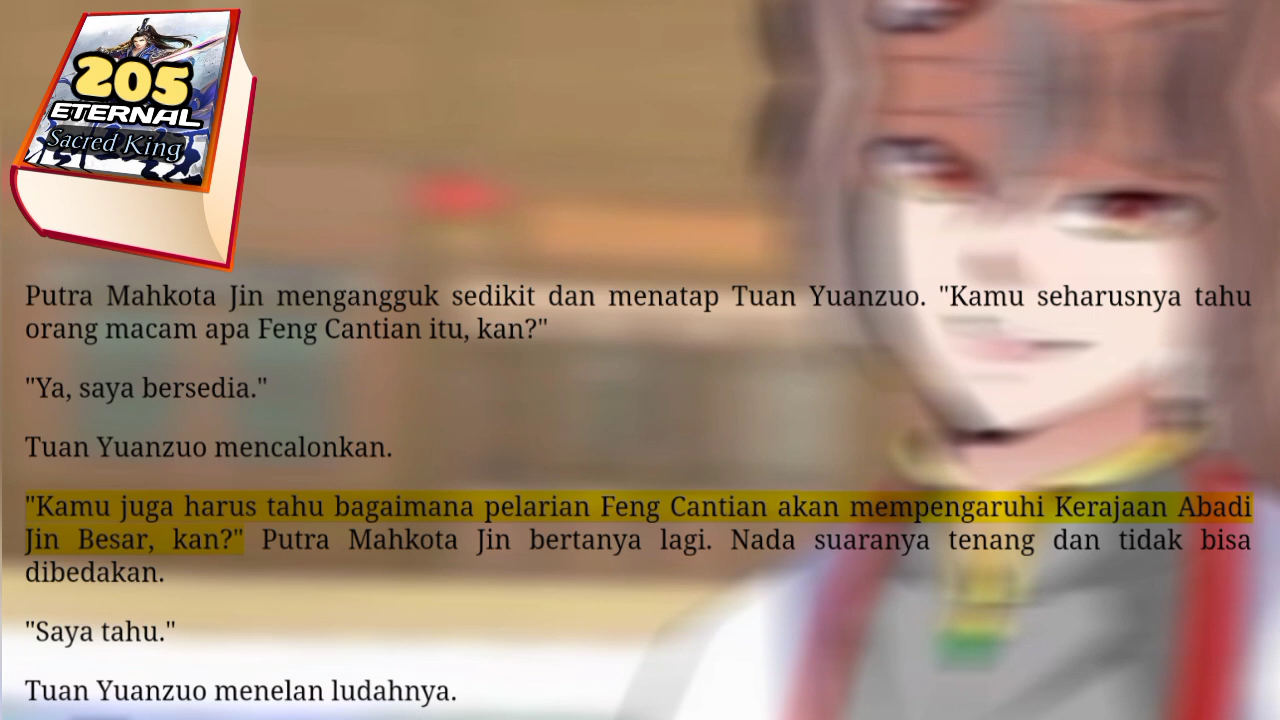 205
ETERNAL
Sacred King
Putra Mahkota Jin mengangguk sedikit dan menatap Tuan Yuanzuo. "Kamu seharusnya tahu
orang macam apa Feng Cantian itu, kan?"
"Ya, saya bersedia."
Tuan Yuanzuo mencalonkan.
"Kamu juga harus tahu bagaimana pelarian Feng Cantian akan mempengaruhi Kerajaan Abadi
Jin Besar, kan?" Putra Mahkota Jin bertanya lagi. Nada suaranya tenang dan tidak bisa
dibedakan.
"Saya tahu."
Tuan Yuanzuo menelan ludahnya.